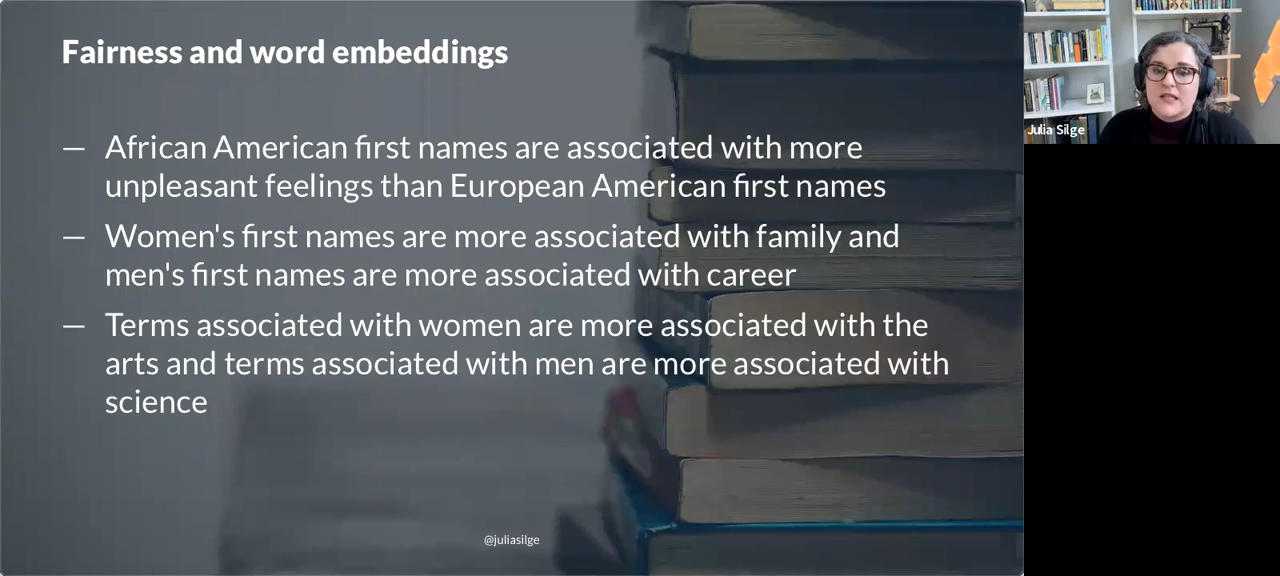 Fairness and word embeddings
— African American first names are associated with more
unpleasant feelings than European American first names
— Women's first names are more associated with family and
men's first names are more associated with career
— Terms associated with women are more associated with the
arts and terms associated with men are more associated with
science
@juliasilge
Julia Silge